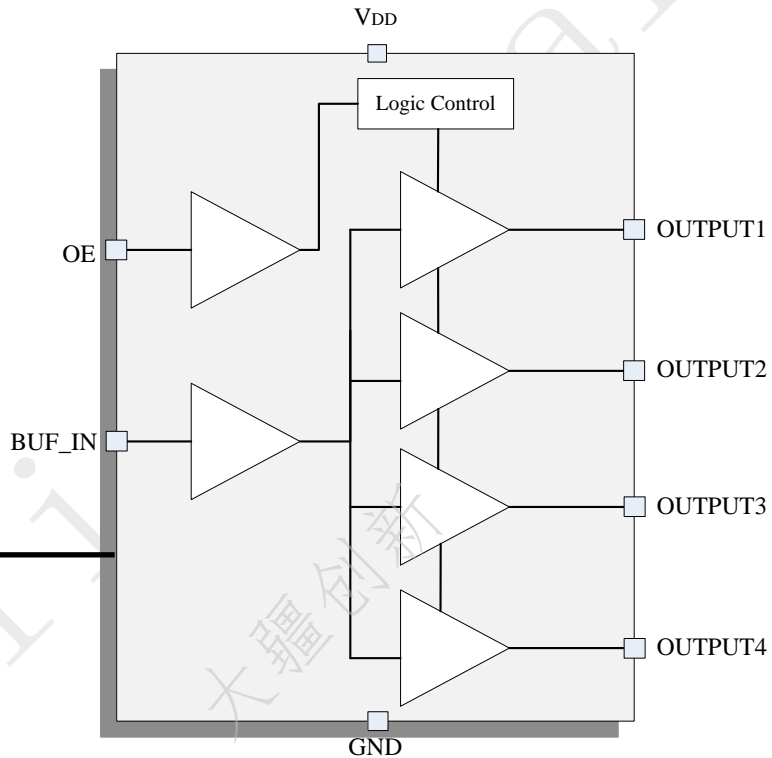 VDD
Logic Control
OE
OUTPUT1
OUTPUT2
BUF_IN
OUTPUT3
OUTPUT4
GND
大疆创新